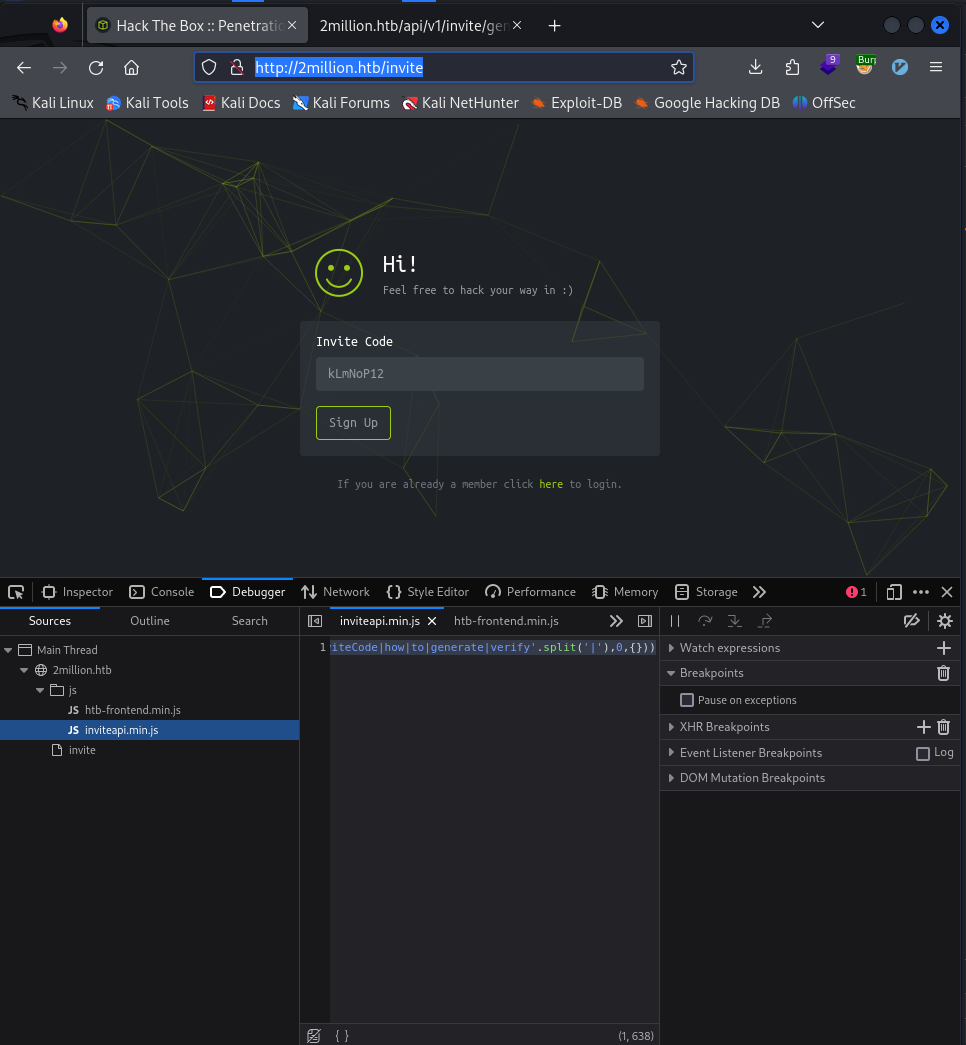 Hack The Box :: Penetratio
2million.htb/api/v1/invite/gen
http://2million.htb/invite
9
Burp
Kali Linux
Kali Tools
Kali Docs
Kali Forums
Kali NetHunter
Exploit-DB
Google Hacking DB
OffSec
Hi!
Feel free to hack your way in :)
Invite Code
kLmNoP12
Sign Up
If you are already a member click here to login.
Inspector
Console
Debugger
Network
Style Editor
Performance
Memory
Storage
1
Sources
Outline
Search
inviteapi.min.js
htb-frontend.min.js
Main Thread
2million.htb
js
JS htb-frontend.min.js
JS inviteapi.min.js
invite
1 viteCode|how|to|generate|verify'.split('|'),0,{}))
{ }
(1, 638)
Watch expressions
Breakpoints
Pause on exceptions
XHR Breakpoints
Event Listener Breakpoints
Log
DOM Mutation Breakpoints